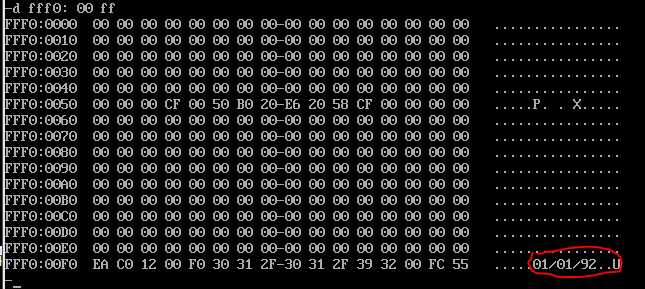 -d fff0: 00 ff
FFF0:0000  00 00 00 00 00 00 00 00-00 00 00 00 00 00 00 00   ................
FFF0:0010  00 00 00 00 00 00 00 00-00 00 00 00 00 00 00 00   ................
FFF0:0020  00 00 00 00 00 00 00 00-00 00 00 00 00 00 00 00   ................
FFF0:0030  00 00 00 00 00 00 00 00-00 00 00 00 00 00 00 00   ................
FFF0:0040  00 00 00 00 00 00 00 00-00 00 00 00 00 00 00 00   ................
FFF0:0050  00 00 00 CF 00 50 B0 20-E6 20 58 CF 00 00 00 00   .....P. . X.....
FFF0:0060  00 00 00 00 00 00 00 00-00 00 00 00 00 00 00 00   ................
FFF0:0070  00 00 00 00 00 00 00 00-00 00 00 00 00 00 00 00   ................
FFF0:0080  00 00 00 00 00 00 00 00-00 00 00 00 00 00 00 00   ................
FFF0:0090  00 00 00 00 00 00 00 00-00 00 00 00 00 00 00 00   ................
FFF0:00A0  00 00 00 00 00 00 00 00-00 00 00 00 00 00 00 00   ................
FFF0:00B0  00 00 00 00 00 00 00 00-00 00 00 00 00 00 00 00   ................
FFF0:00C0  00 00 00 00 00 00 00 00-00 00 00 00 00 00 00 00   ................
FFF0:00D0  00 00 00 00 00 00 00 00-00 00 00 00 00 00 00 00   ................
FFF0:00E0  00 00 00 00 00 00 00 00-00 00 00 00 00 00 00 00   ................
FFF0:00F0  EA C0 12 00 F0 30 31 2F-30 31 2F 39 32 00 FC 55   .....01/01/92..U
-